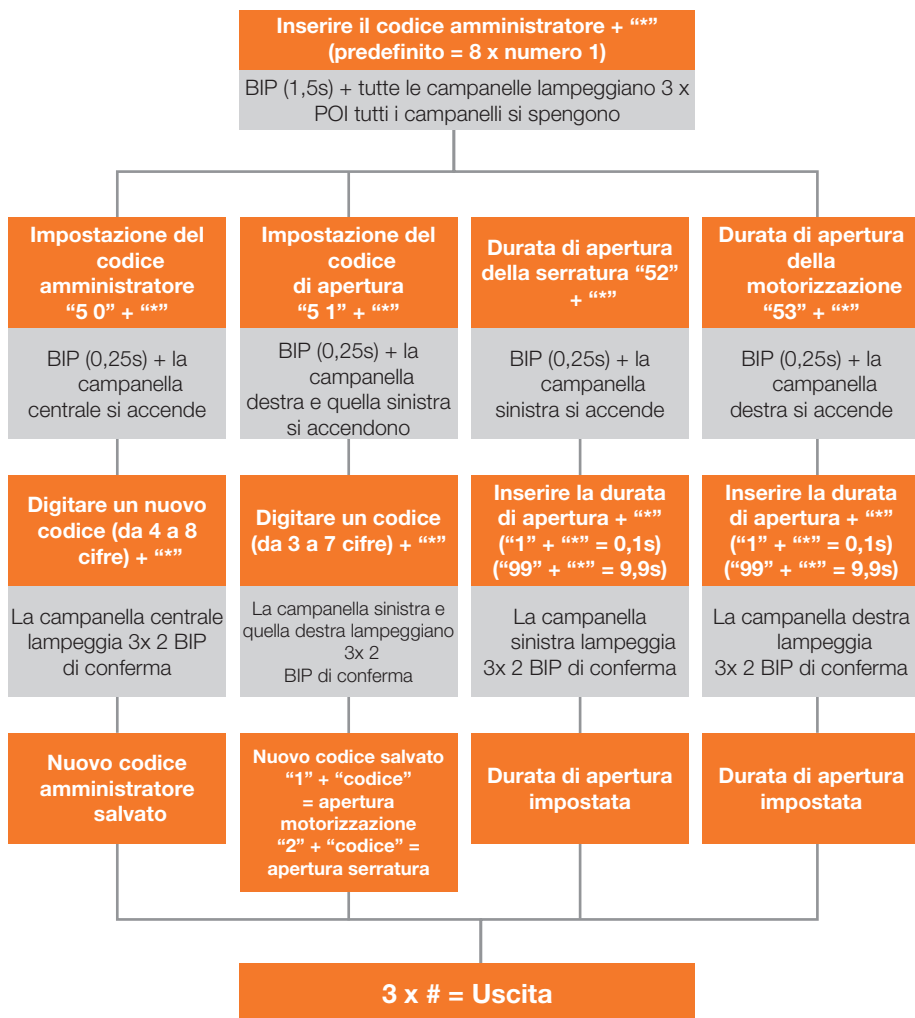 Inserire il codice amministratore + “*”
(predefinito = 8 x numero 1)
BIP (1,5s) + tutte le campanelle lampeggiano 3 x
POI tutti i campanelli si spengono
Impostazione del
codice
amministratore
“5 0” + “*”
BIP (0,25s) + la
campanella
centrale si accende
Digitare un nuovo
codice (da 4 a 8
cifre) + “*”
La campanella centrale
lampeggia 3x 2 BIP
di conferma
Nuovo codice
amministratore
salvato
Impostazione del
codice
di apertura
“5 1” + “*”
BIP (0,25s) + la
campanella
destra e quella sinistra
si accendono
Digitare un codice
(da 3 a 7 cifre) + “*”
La campanella sinistra e
quella destra lampeggiano
3x 2
BIP di conferma
Nuovo codice salvato
“1” + “codice”
= apertura
motorizzazione
“2” + “codice” =
apertura serratura
Durata di apertura
della serratura “52”
+ “*”
BIP (0,25s) + la
campanella
sinistra si accende
Inserire la durata
di apertura + “*”
(“1” + “*” = 0,1s)
(“99” + “*” = 9,9s)
La campanella
sinistra lampeggia
3x 2 BIP di conferma
Durata di apertura
impostata
Durata di apertura
della
motorizzazione
“53” + “*”
BIP (0,25s) + la
campanella
destra si accende
Inserire la durata
di apertura + “*”
(“1” + “*” = 0,1s)
(“99” + “*” = 9,9s)
La campanella destra
lampeggia
3x 2 BIP di conferma
Durata di apertura
impostata
3 x # = Uscita